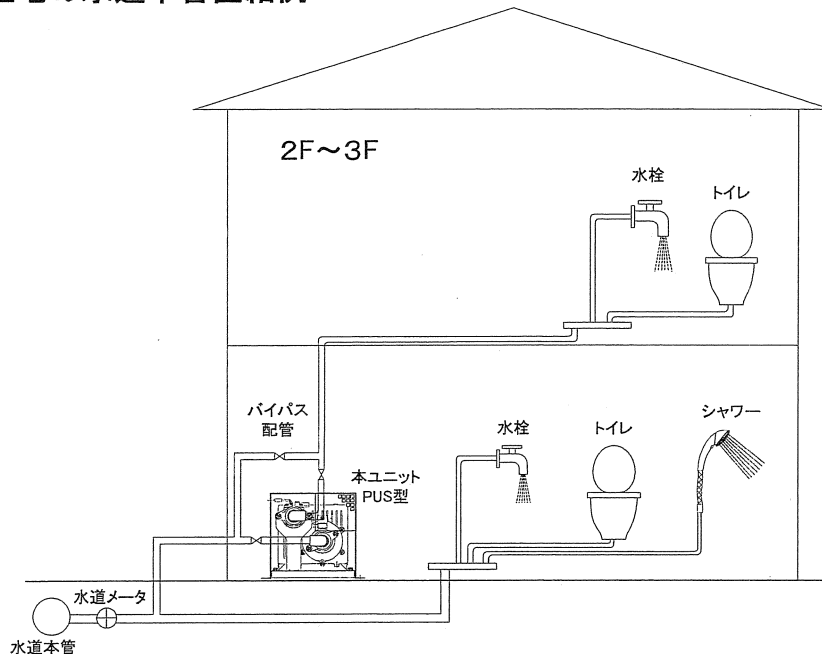 2F〜3F
水栓
トイレ
バイパス
配管
本ユニット
PUS型
水栓
トイレ
シャワー
水道メータ
水道本管